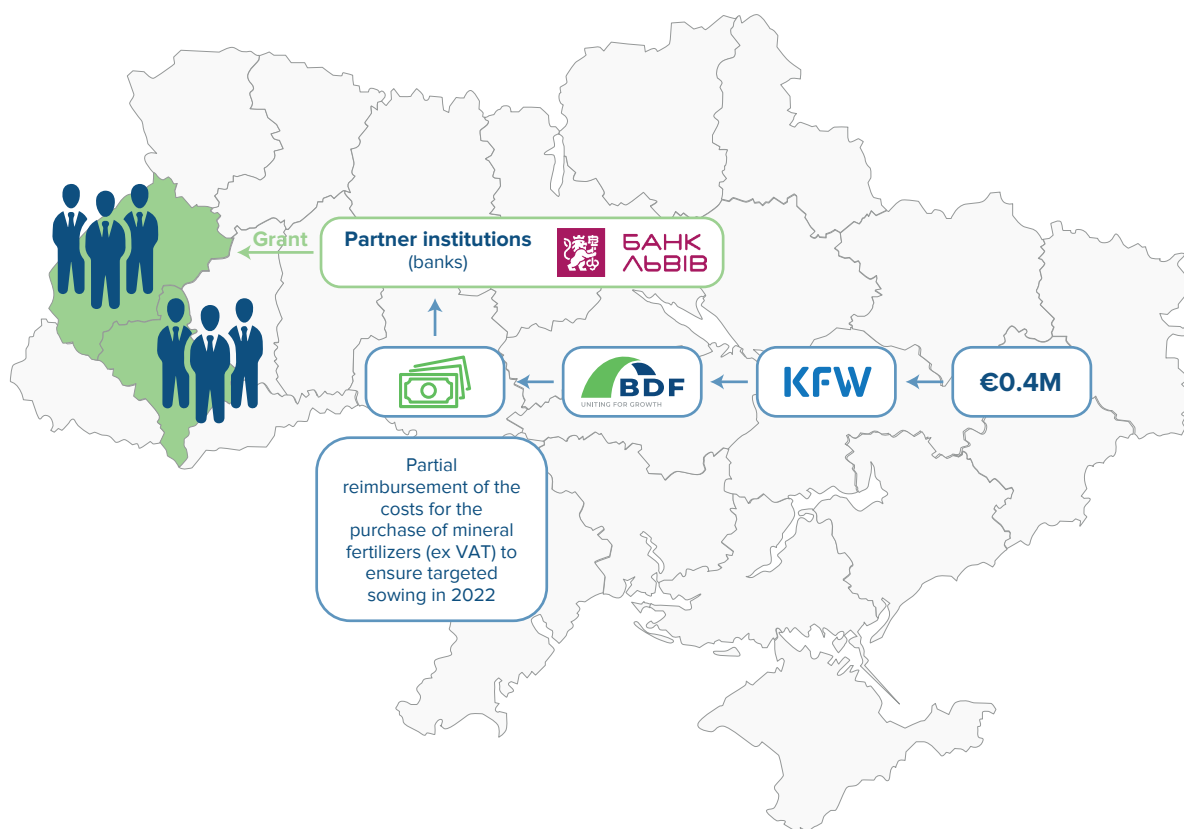 Grant
Partner institutions
(banks)
БАНК
ЛЬВІВ
BDF
UNITING FOR GROWTH
KFW
€0.4M
Partial
reimbursement of the
costs for the
purchase of mineral
fertilizers (ex VAT) to
ensure targeted
sowing in 2022